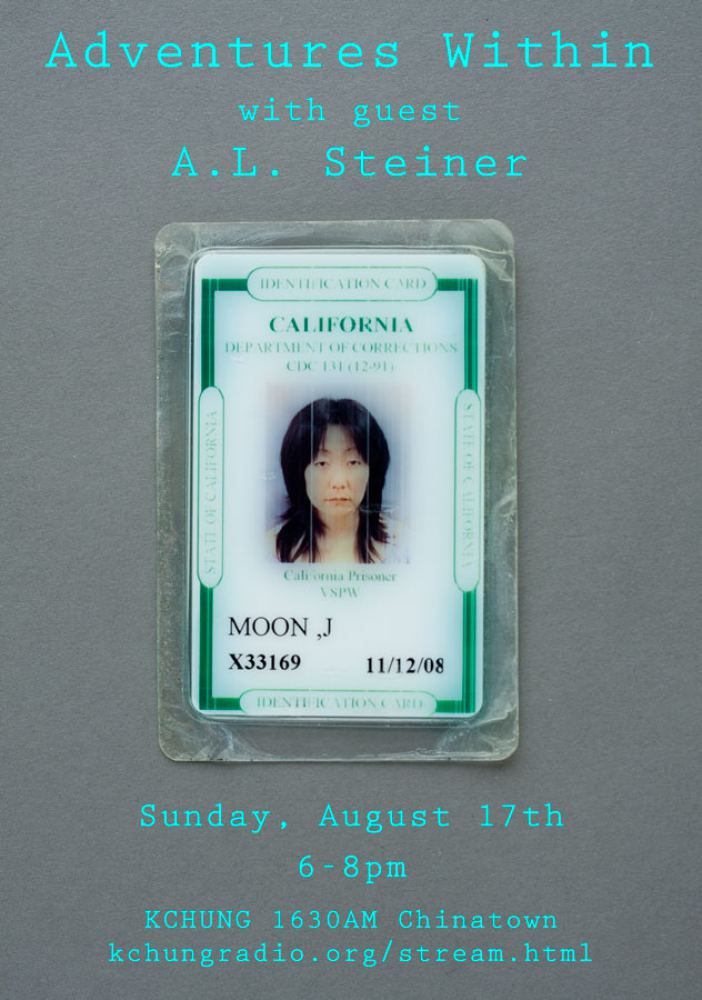 Adventures Within
with guest
A.L. Steiner
IDENTIFICATION CARD
CALIFORNIA
DEPARTMENT OF CORRECTIONS
CDC 131 (12-91)
STATE OF CALIFORNIA
STATE OF CALIFORNIA
California Prisoner
VSPW
MOON ,J
X33169 11/12/08
IDENTIFICATION CARD
Sunday, August 17th
6-8pm
KCHUNG 1630AM Chinatown
kchungradio.org/stream.html